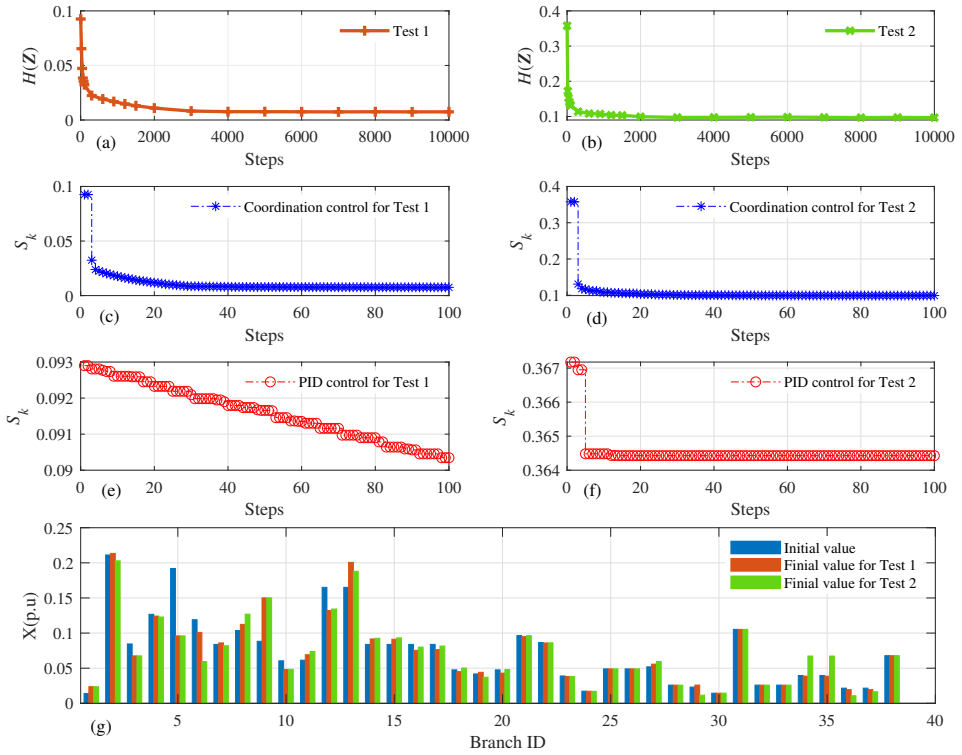 0.1
0.05
0
H(Z)
Test 1
(a)
0 2000 4000 6000 8000 10000
Steps
0.4
0.3
0.2
0.1
H(Z)
Test 2
(b)
0 2000 4000 6000 8000 10000
Steps
0.1
0.05
0
S_k
Coordination control for Test 1
(c)
0 20 40 60 80 100
Steps
0.4
0.3
0.2
0.1
S_k
Coordination control for Test 2
(d)
0 20 40 60 80 100
Steps
0.093
0.092
0.091
0.09
S_k
PID control for Test 1
(e)
0 20 40 60 80 100
Steps
0.367
0.366
0.365
0.364
S_k
PID control for Test 2
(f)
0 20 40 60 80 100
Steps
0.25
0.2
0.15
0.1
0.05
0
X(p.u)
Initial value
Finial value for Test 1
Finial value for Test 2
(g)
5 10 15 20 25 30 35 40
Branch ID